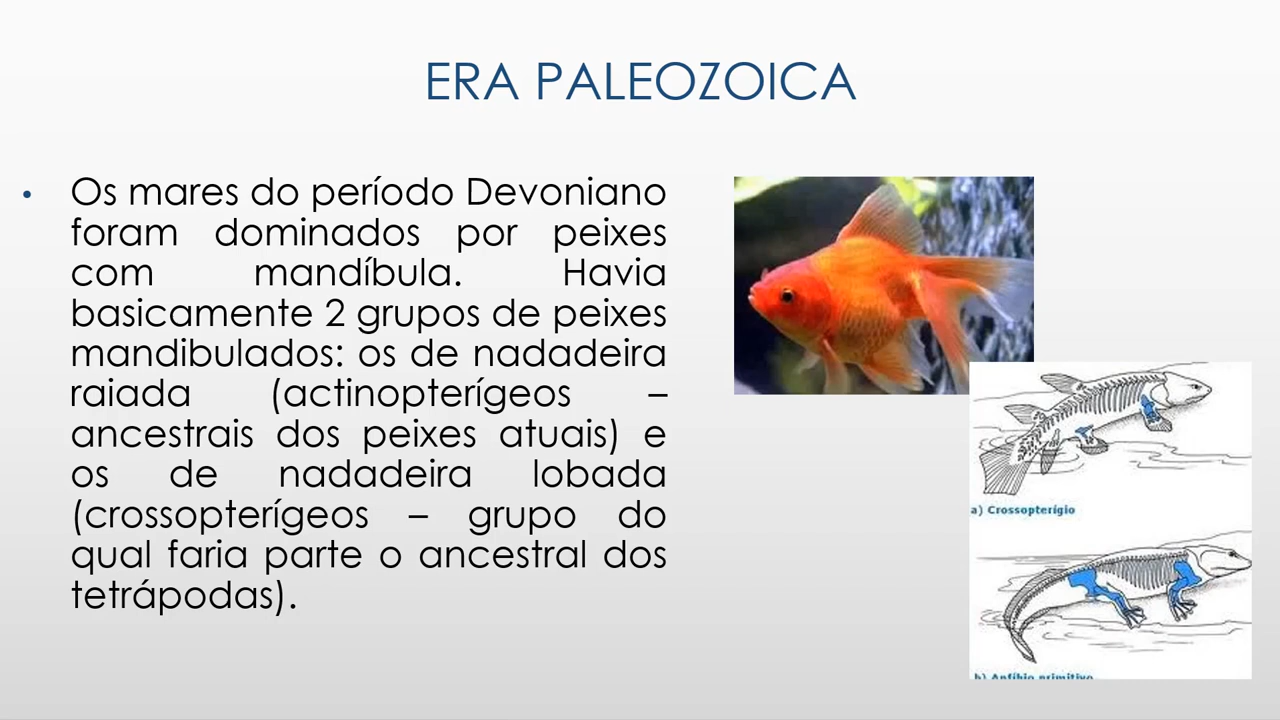 ERA PALEOZOICA
• Os mares do período Devoniano
foram dominados por peixes
com mandíbula. Havia
basicamente 2 grupos de peixes
mandibulados: os de nadadeira
raiada (actinopterígeos –
ancestrais dos peixes atuais) e
os de nadadeira lobada
(crossopterígeos – grupo do
qual faria parte o ancestral dos
tetrápodas).
a) Crossopterígio
b) Anfíbio primitivo